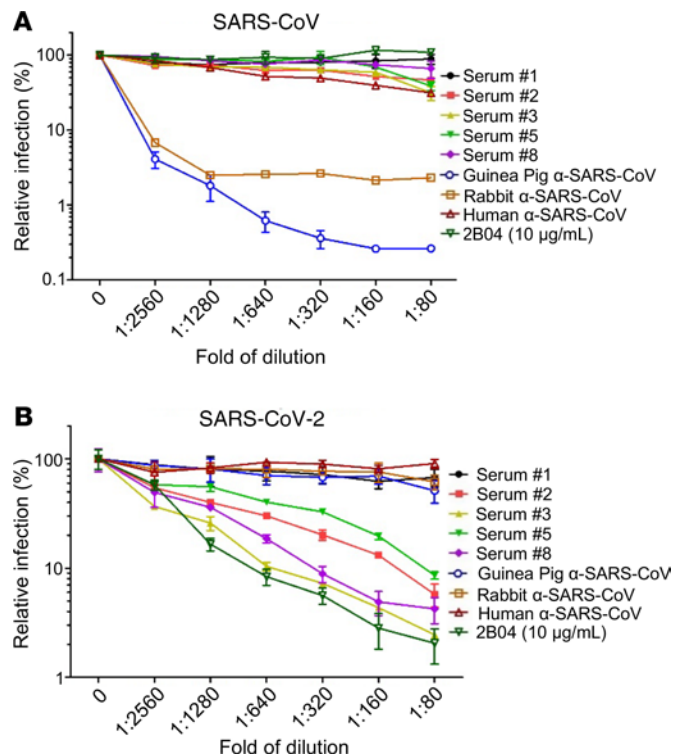 A
SARS-CoV
Relative infection (%)
100
10
1
0.1
0
1:2560
1:1280
1:640
1:320
1:160
1:80
Fold of dilution
Serum #1
Serum #2
Serum #3
Serum #5
Serum #8
Guinea Pig α-SARS-CoV
Rabbit α-SARS-CoV
Human α-SARS-CoV
2B04 (10 µg/mL)
B
SARS-CoV-2
Relative infection (%)
100
10
1
0
1:2560
1:1280
1:640
1:320
1:160
1:80
Fold of dilution
Serum #1
Serum #2
Serum #3
Serum #5
Serum #8
Guinea Pig α-SARS-CoV
Rabbit α-SARS-CoV
Human α-SARS-CoV
2B04 (10 µg/mL)